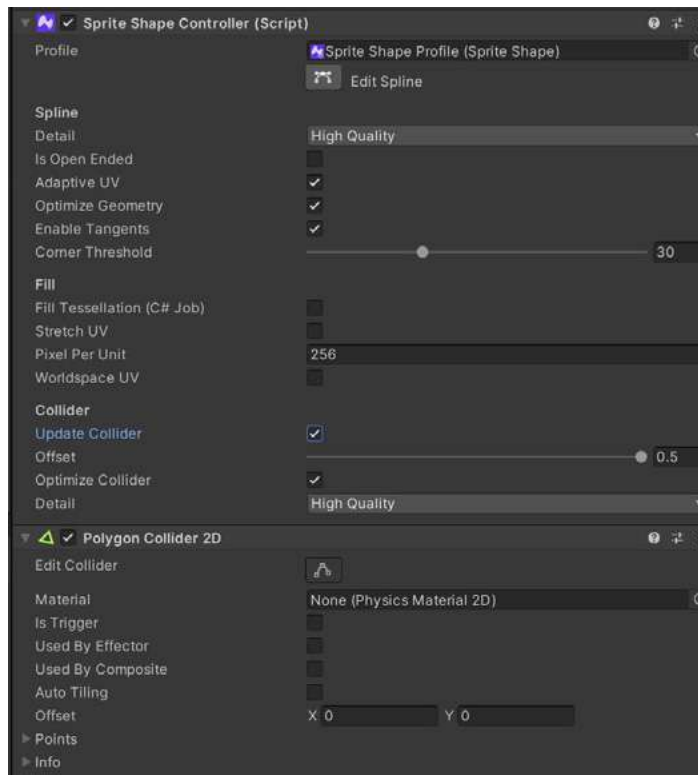 Sprite Shape Controller (Script)
Profile
Sprite Shape Profile (Sprite Shape)
Edit Spline
Spline
Detail High Quality
Is Open Ended
Adaptive UV
Optimize Geometry
Enable Tangents
Corner Threshold 30
Fill
Fill Tessellation (C# Job)
Stretch UV
Pixel Per Unit 256
Worldspace UV
Collider
Update Collider
Offset 0.5
Optimize Collider
Detail High Quality
Polygon Collider 2D
Edit Collider
Material None (Physics Material 2D)
Is Trigger
Used By Effector
Used By Composite
Auto Tiling
Offset X 0 Y 0
Points
Info